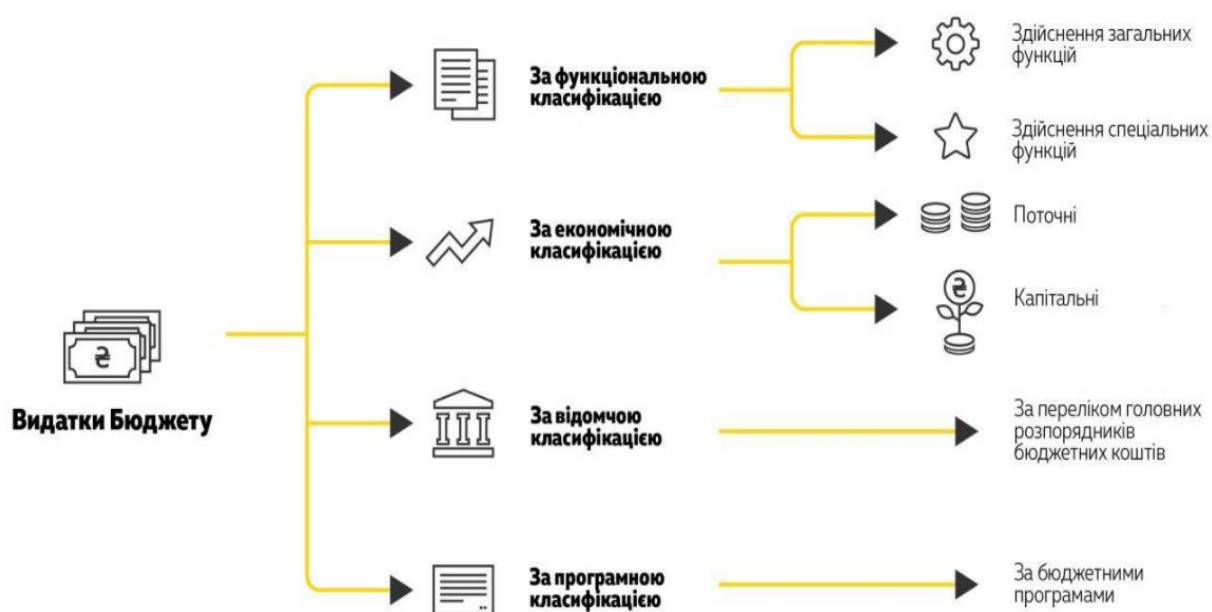 Видатки Бюджету
За функціональною
класифікацією
Здійснення загальних
функцій
Здійснення спеціальних
функцій
За економічною
класифікацією
Поточні
Капітальні
За відомчою
класифікацією
За переліком головних
розпорядників
бюджетних коштів
За програмною
класифікацією
За бюджетними
програмами